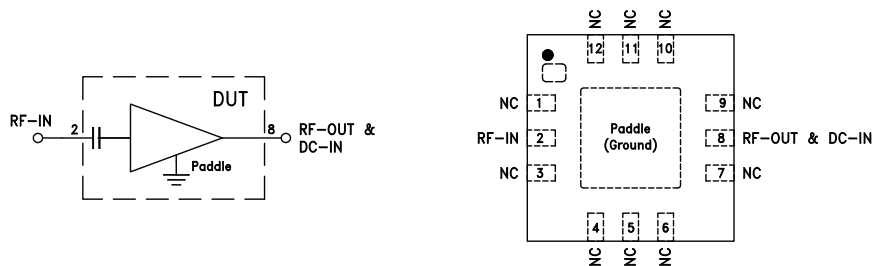 DUT
RF-IN
2
8
RF-OUT &
DC-IN
Paddle
NC
NC
NC
12
11
10
NC
1
9
NC
RF-IN
2
Paddle
(Ground)
8
RF-OUT & DC-IN
NC
3
7
NC
4
5
6
NC
NC
NC